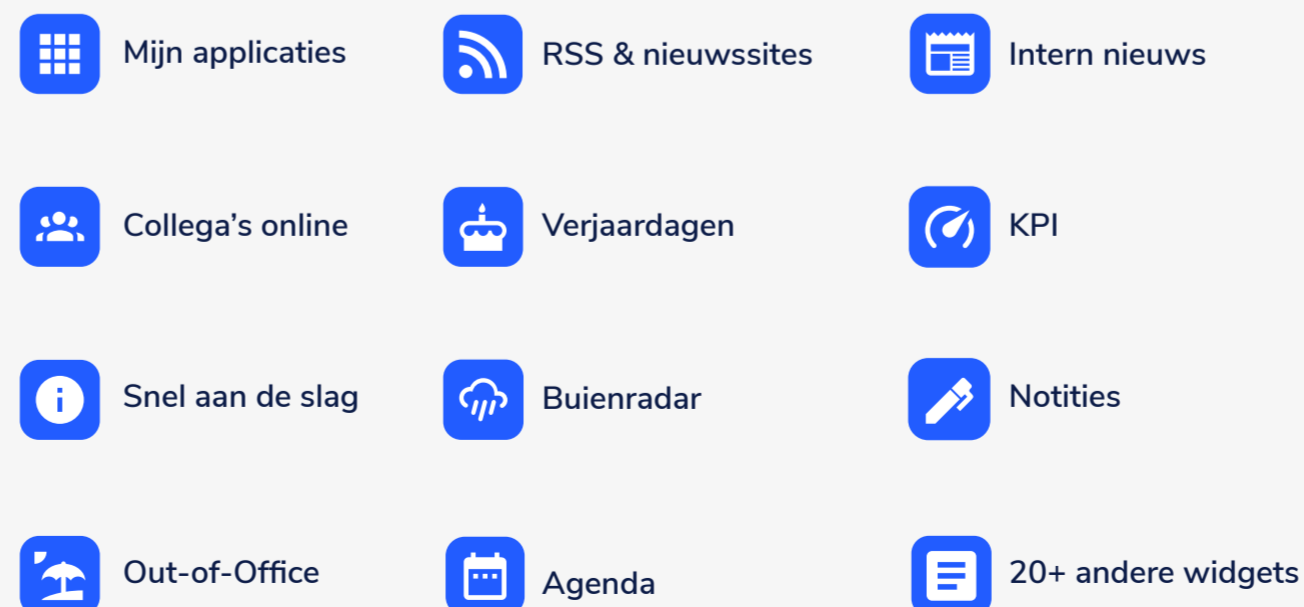 Mijn applicaties
RSS & nieuwssites
Intern nieuws
Collega's online
Verjaardagen
KPI
Snel aan de slag
Buienradar
Notities
Out-of-Office
Agenda
20+ andere widgets